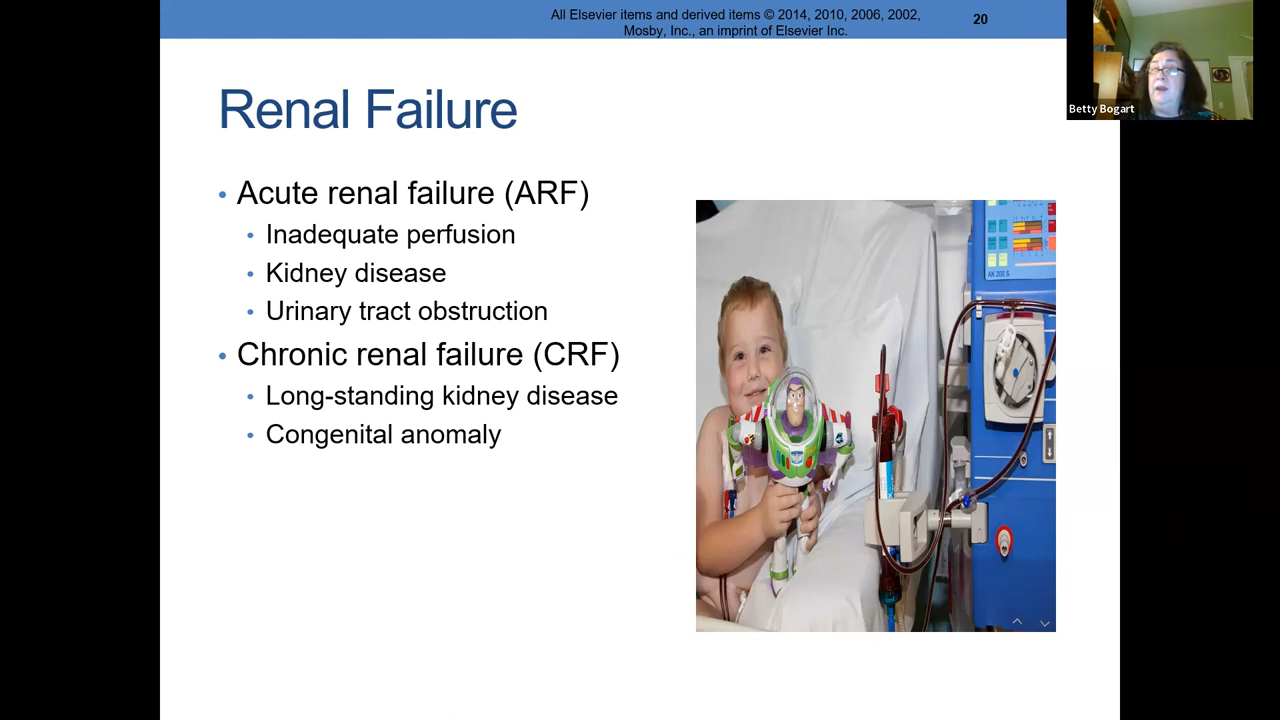 All Elsevier items and derived items © 2014, 2010, 2006, 2002,
Mosby, Inc., an imprint of Elsevier Inc.
20
Betty Bogart
Renal Failure
• Acute renal failure (ARF)
• Inadequate perfusion
• Kidney disease
• Urinary tract obstruction
• Chronic renal failure (CRF)
• Long-standing kidney disease
• Congenital anomaly
AK 200 S